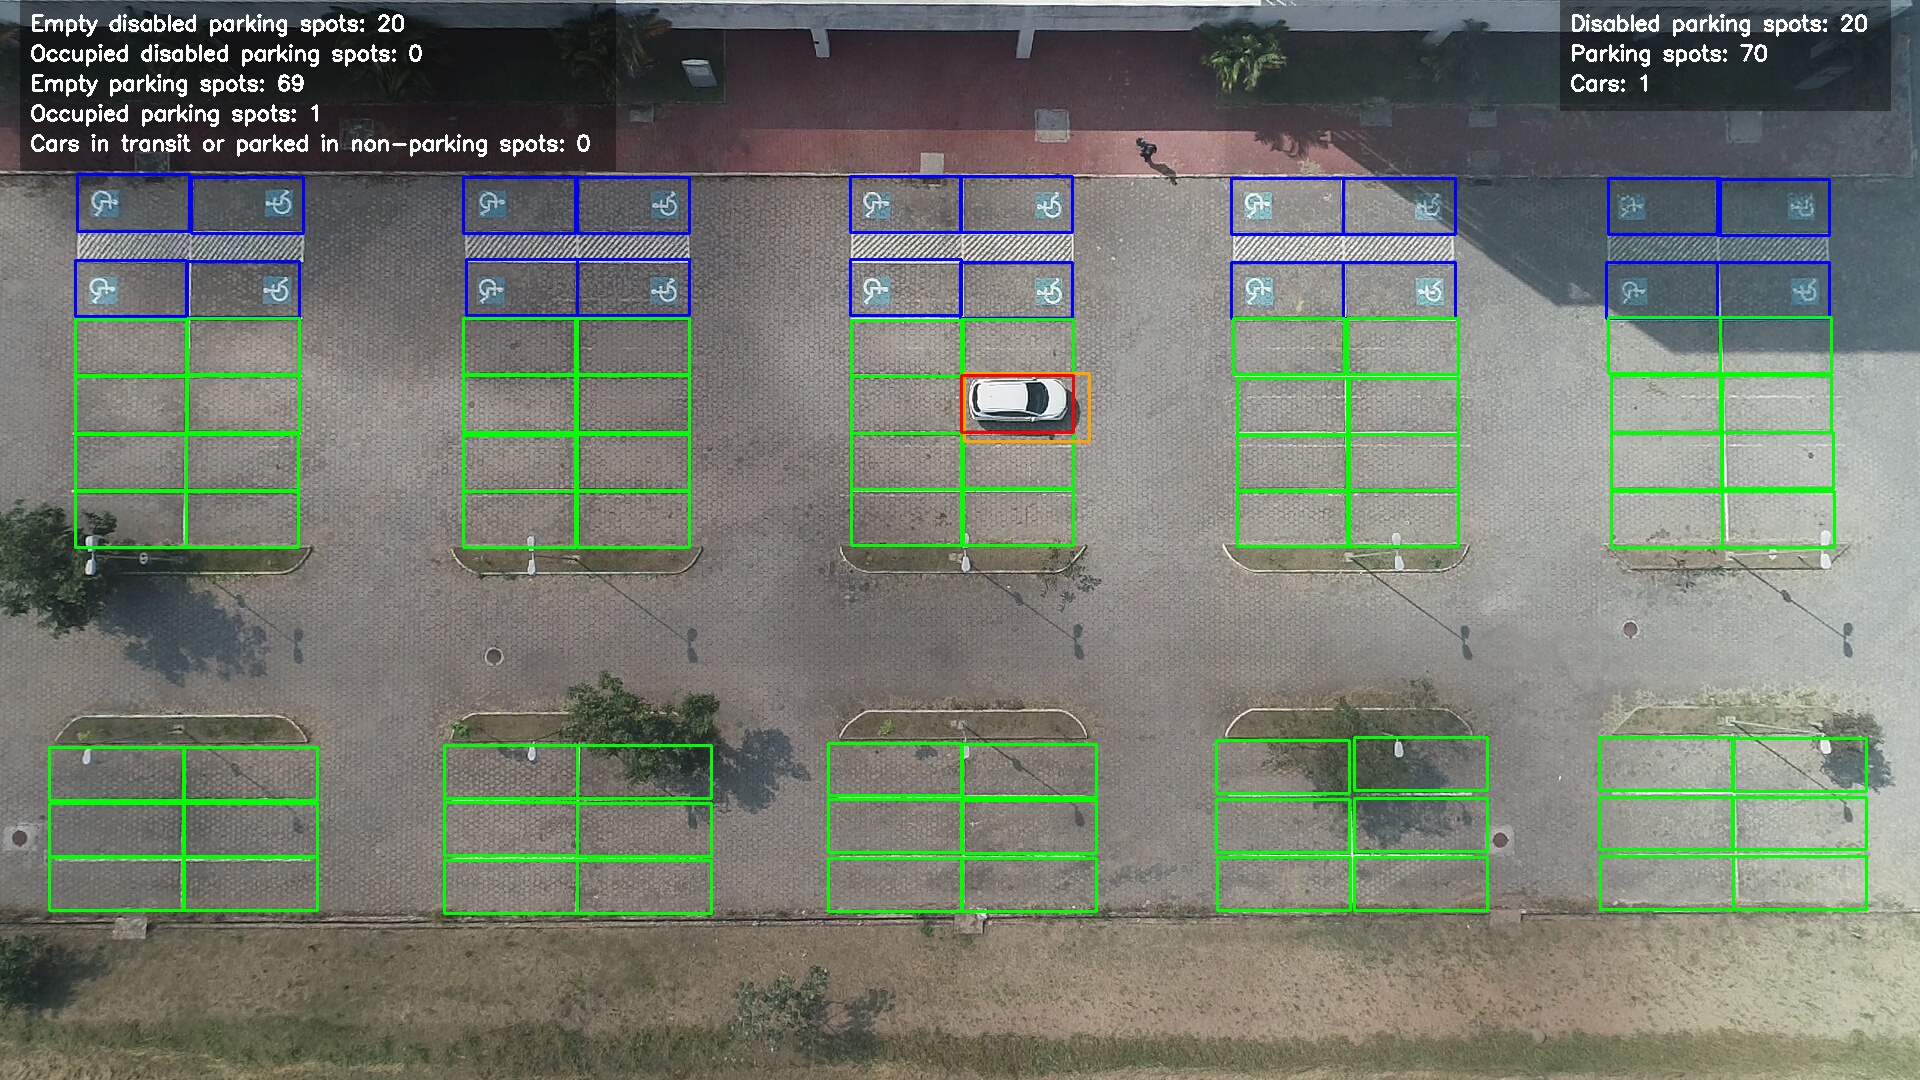 Empty disabled parking spots: 20
Occupied disabled parking spots: 0
Empty parking spots: 69
Occupied parking spots: 1
Cars in transit or parked in non-parking spots: 0
Disabled parking spots: 20
Parking spots: 70
Cars: 1